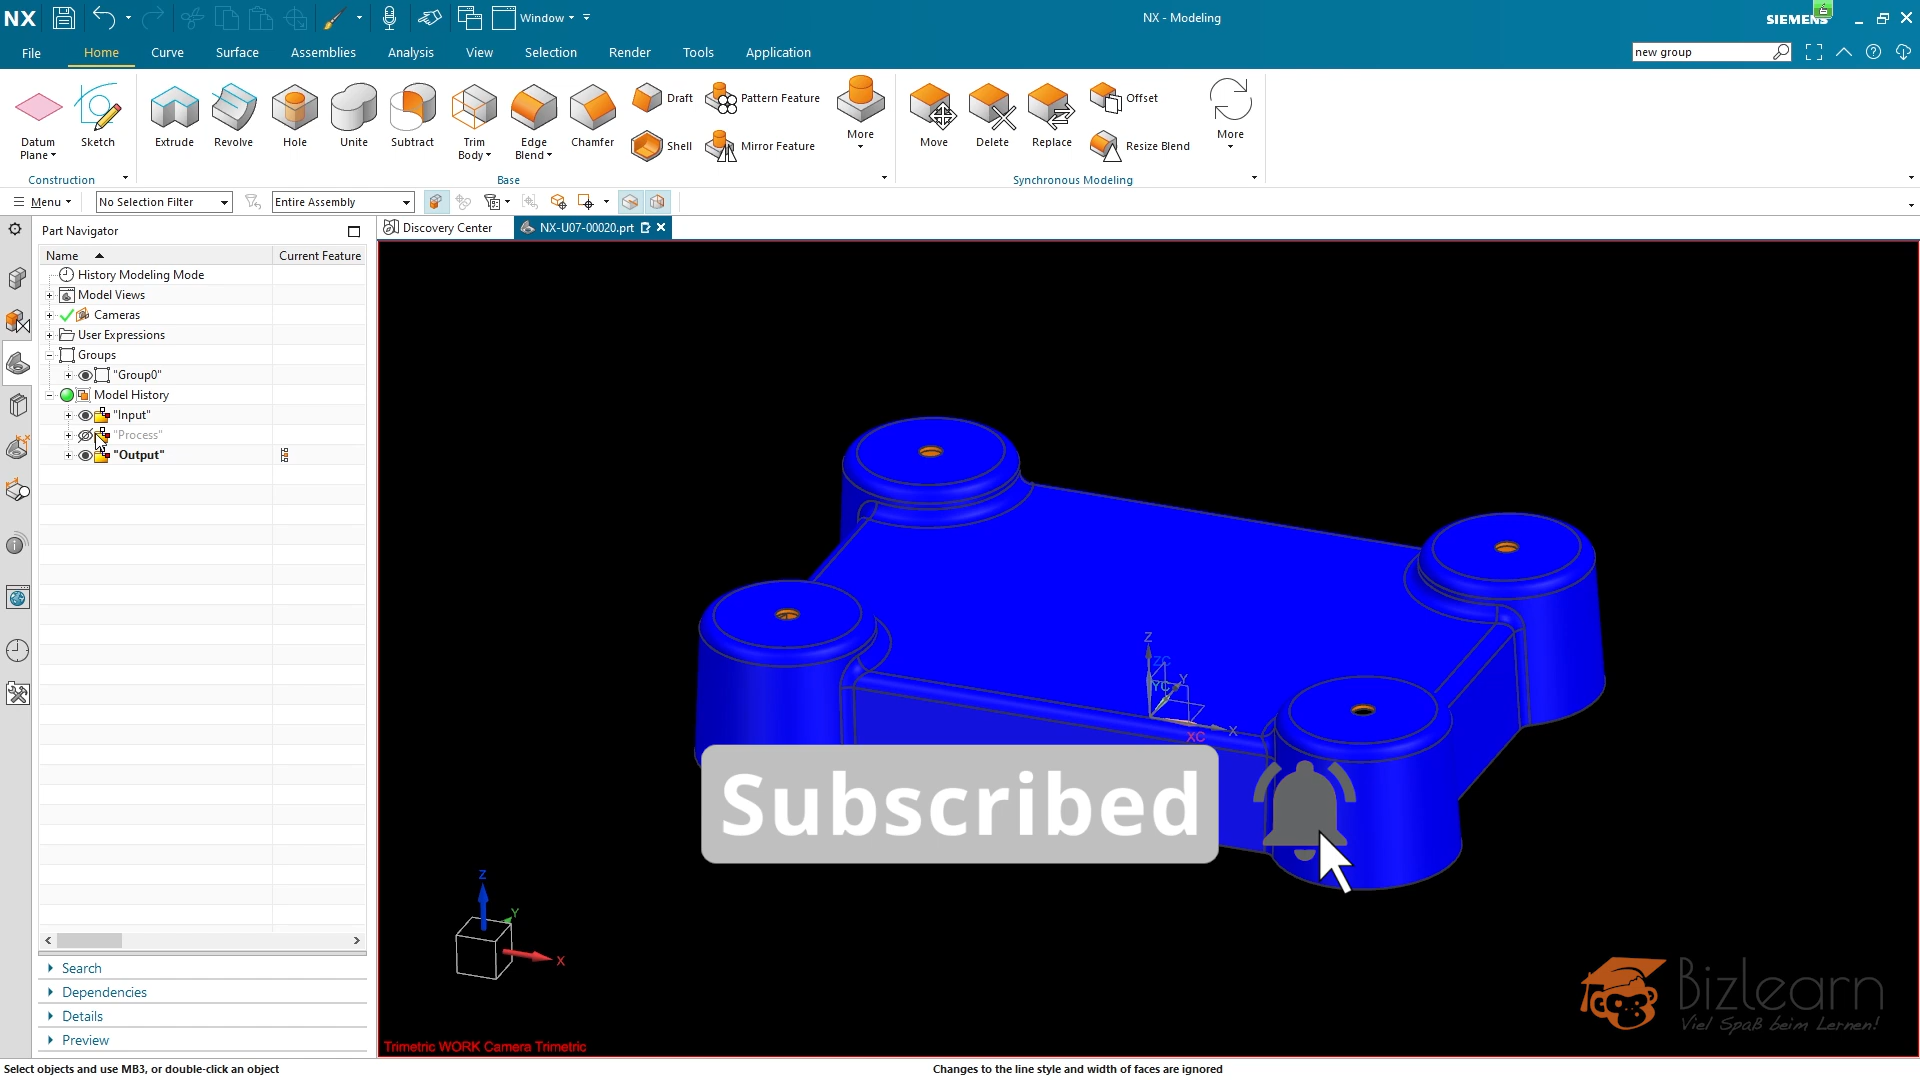 NX
Window
NX - Modeling
SIEMENS
File
Home
Curve
Surface
Assemblies
Analysis
View
Selection
Render
Tools
Application
new group
Datum Plane
Sketch
Extrude
Revolve
Hole
Unite
Subtract
Trim Body
Edge Blend
Chamfer
Draft
Shell
Pattern Feature
Mirror Feature
More
Move
Delete
Replace
Offset
Resize Blend
More
Construction
Base
Synchronous Modeling
Menu
No Selection Filter
Entire Assembly
Part Navigator
Discovery Center
NX-U07-00020.prt
Name
Current Feature
History Modeling Mode
Model Views
Cameras
User Expressions
Groups
"Group0"
Model History
"Input"
"Process"
"Output"
Z
ZC
Y
YC
X
XC
Subscribed
Z
Y
X
Search
Dependencies
Details
Preview
Bizlearn
Viel Spaß beim Lernen!
Trimetric WORK Camera Trimetric
Select objects and use MB3, or double-click an object
Changes to the line style and width of faces are ignored